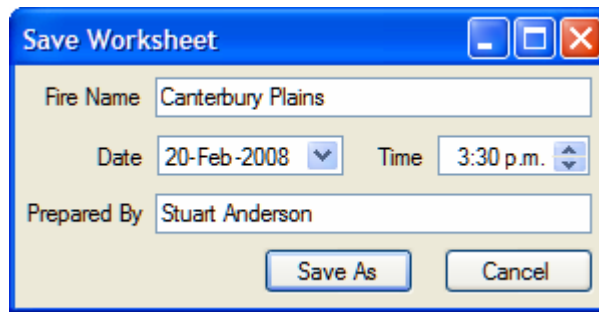 Save Worksheet
Fire Name Canterbury Plains
Date 20-Feb-2008 Time 3:30 p.m.
Prepared By Stuart Anderson
Save As Cancel